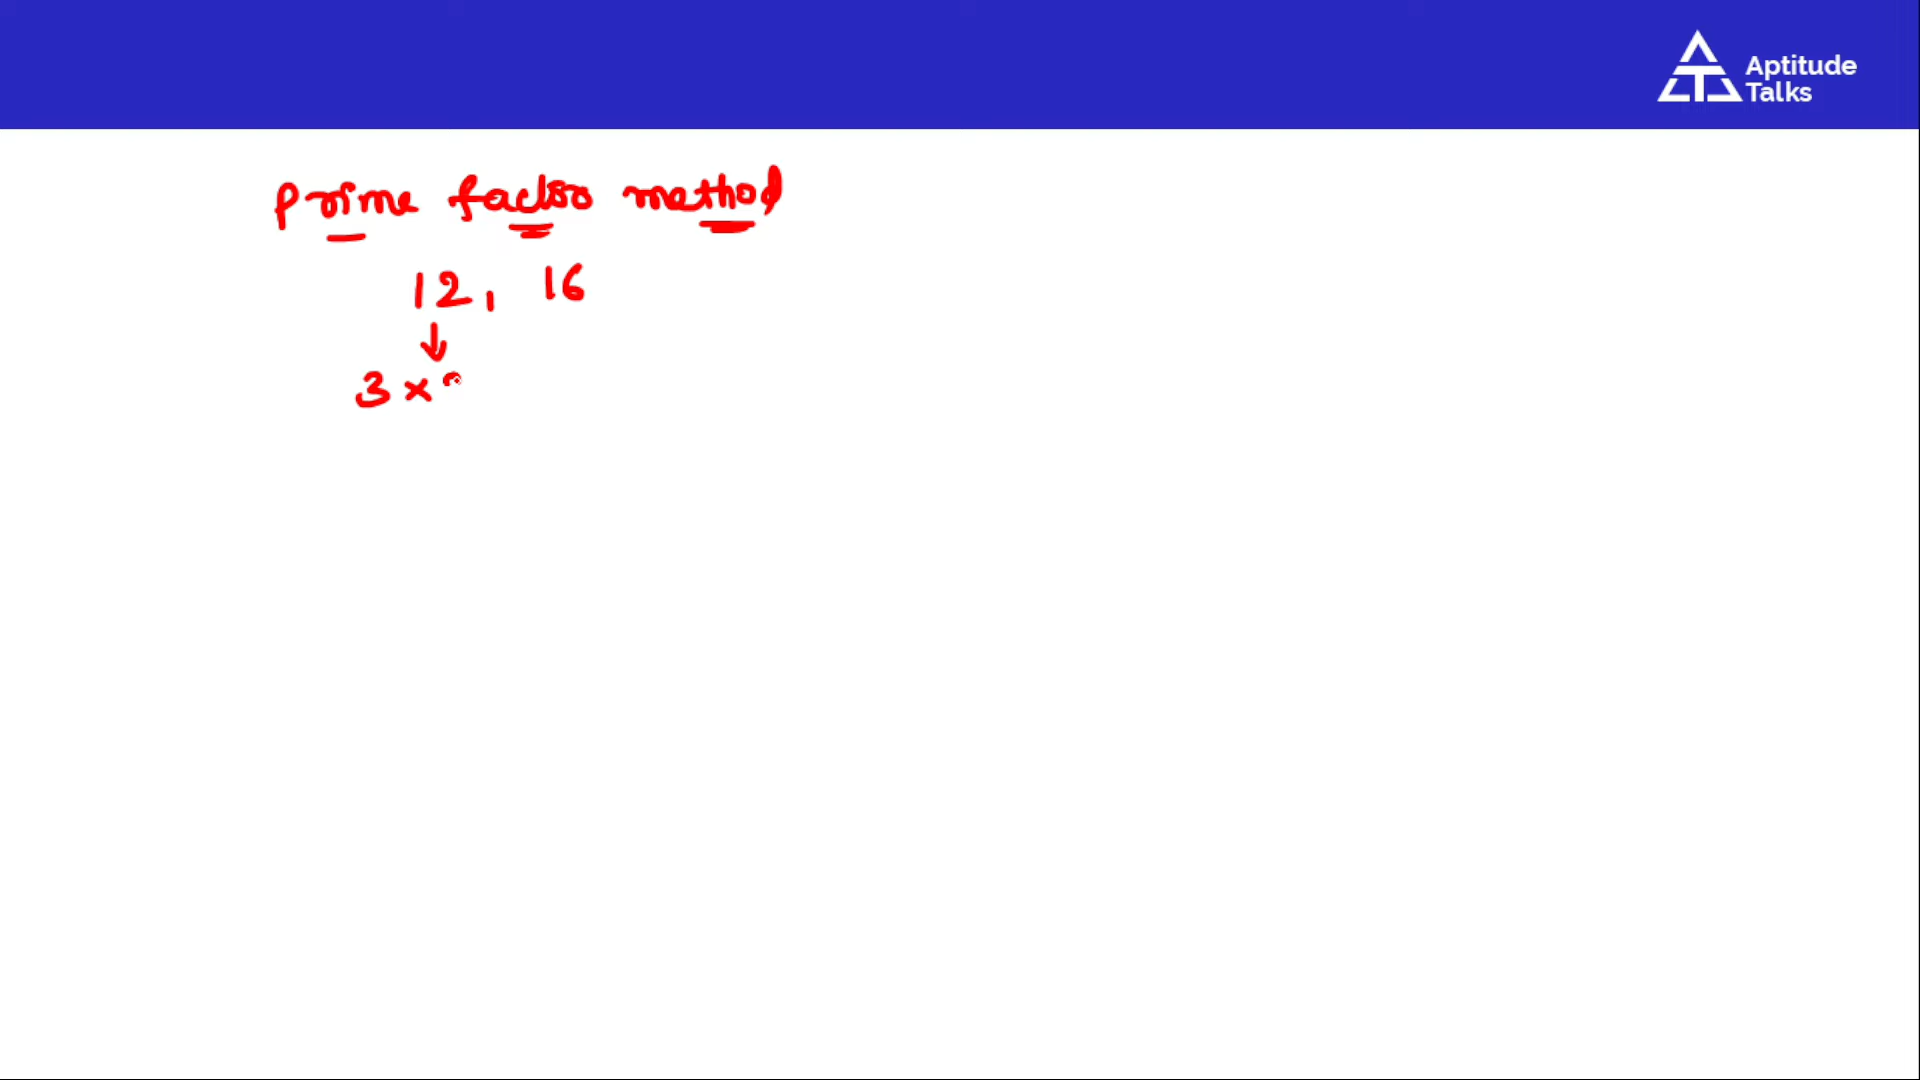 Aptitude
Talks
Prime factor method
12, 16
↓
3 ×